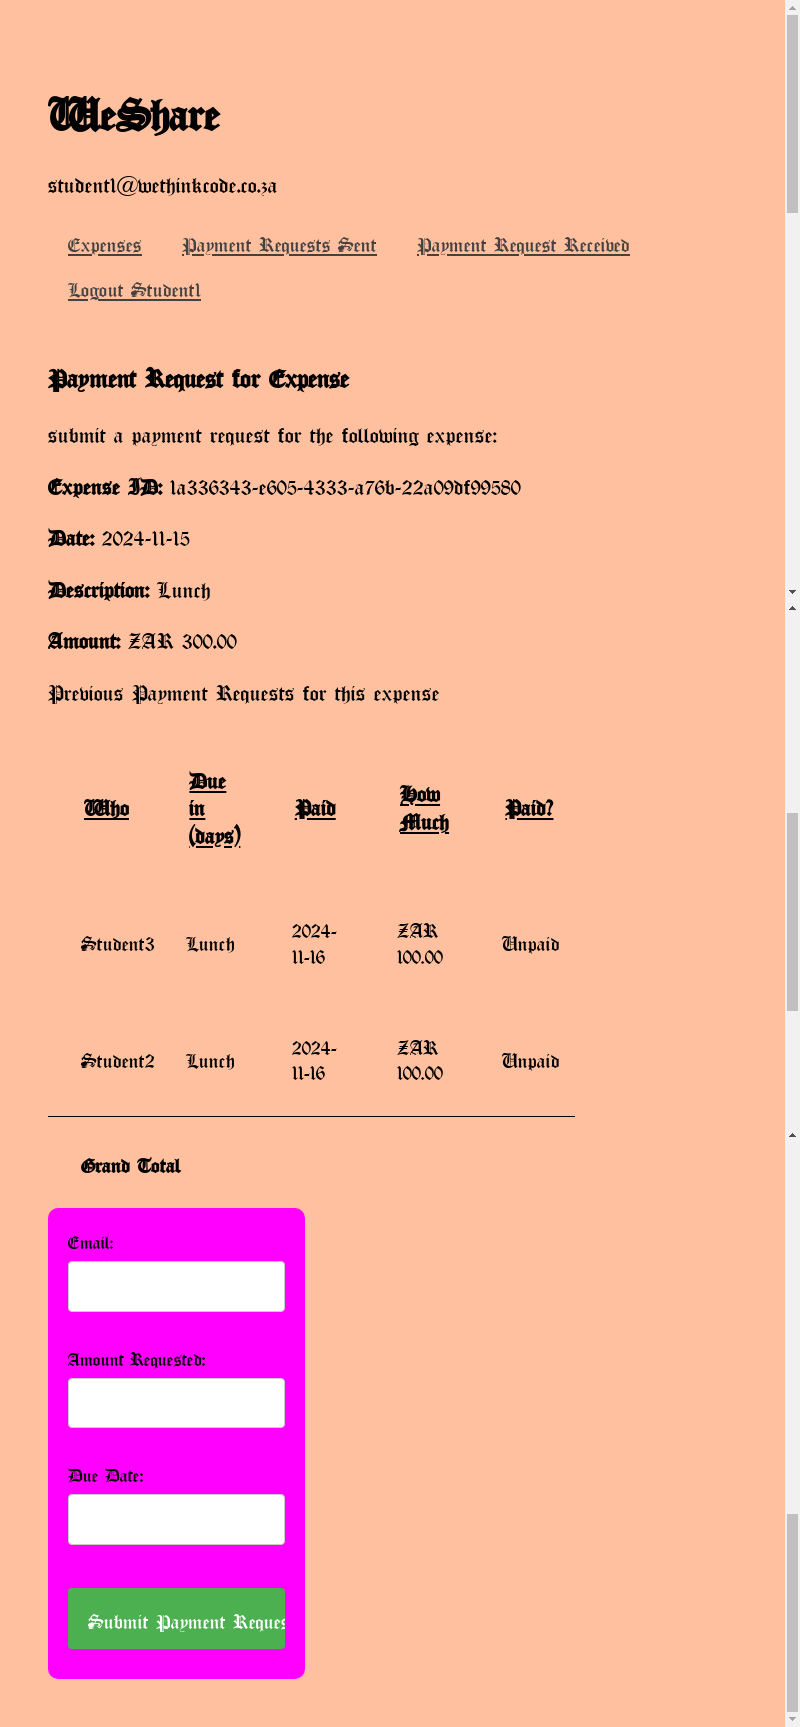 WeShare
student1@wethinkcode.co.za
Expenses Payment Requests Sent Payment Request Received
Logout Student1
Payment Request for Expense
submit a payment request for the following expense:
Expense ID: 1a336343-e605-4333-a76b-22a09df99580
Date: 2024-11-15
Description: Lunch
Amount: ZAR 300.00
Previous Payment Requests for this expense
Who Due in (days) Paid How Much Paid?
Student3 Lunch 2024-11-16 ZAR 100.00 Unpaid
Student2 Lunch 2024-11-16 ZAR 100.00 Unpaid
Grand Total
Email:
Amount Requested:
Due Date:
Submit Payment Reques